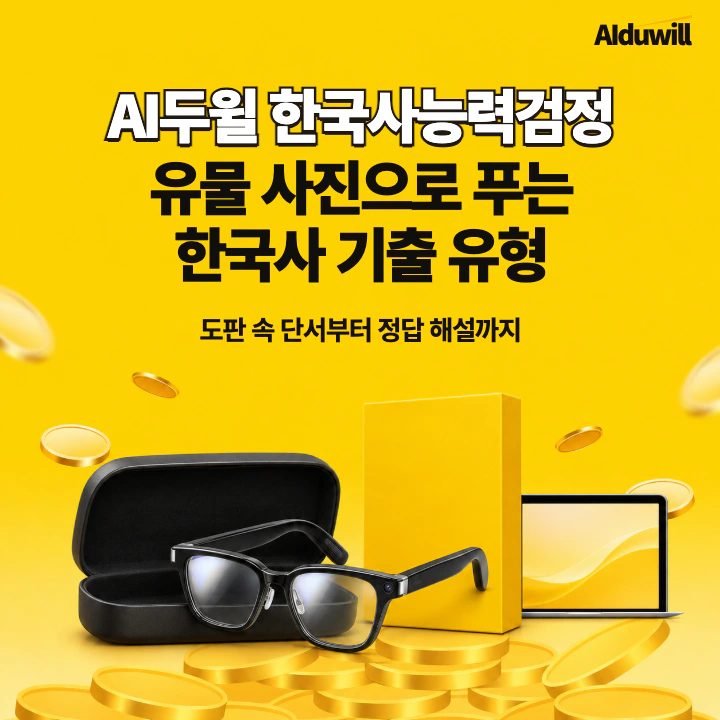 AIduwill
AI두윌 한국사능력검정
유물 사진으로 푸는
한국사 기출 유형
도판 속 단서부터 정답 해설까지